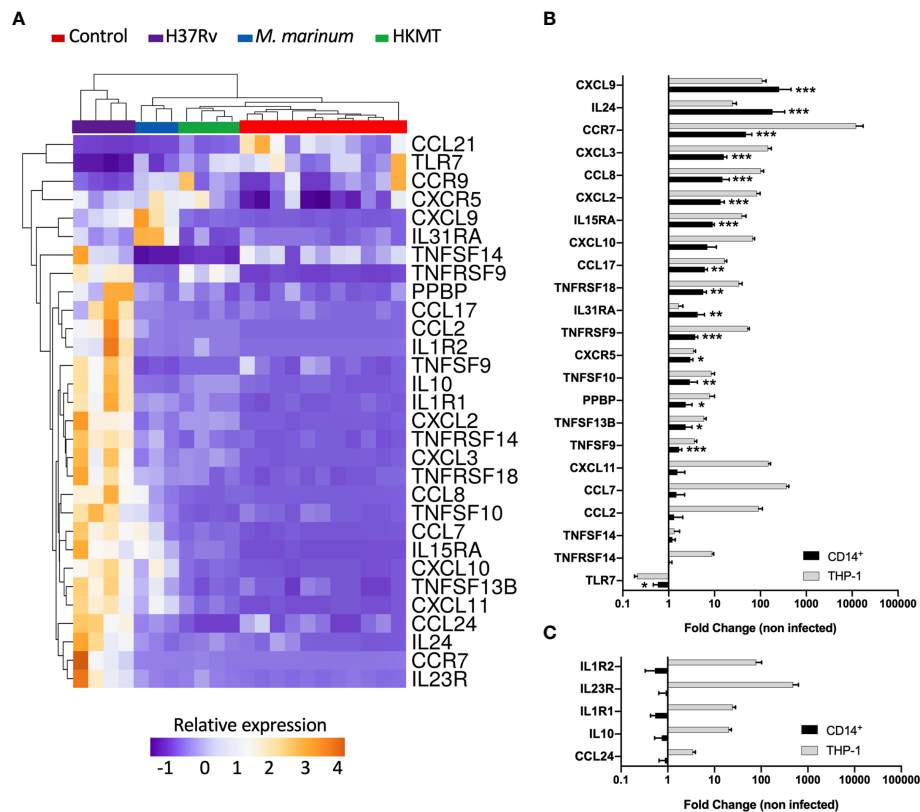 A
Control H37Rv M. marinum HKMT
CCL21
TLR7
CCR9
CXCR5
CXCL9
IL31RA
TNFSF14
TNFRSF9
PPBP
CCL17
CCL2
IL1R2
TNFSF9
IL10
IL1R1
CXCL2
TNFRSF14
CXCL3
TNFRSF18
CCL8
TNFSF10
CCL7
IL15RA
CXCL10
TNFSF13B
CXCL11
CCL24
IL24
CCR7
IL23R
Relative expression
-1 0 1 2 3 4
B
CXCL9 ***
IL24 ***
CCR7 ***
CXCL3 ***
CCL8 ***
CXCL2 ***
IL15RA ***
CXCL10
CCL17 **
TNFRSF18 **
IL31RA **
TNFRSF9 ***
CXCR5 *
TNFSF10 **
PPBP *
TNFSF13B *
TNFSF9 ***
CXCL11
CCL7
CCL2
TNFSF14
TNFRSF14
TLR7 *
CD14⁺
THP-1
0.1 1 10 100 1000 10000 100000
Fold Change (non infected)
C
IL1R2
IL23R
IL1R1
IL10
CCL24
CD14⁺
THP-1
0.1 1 10 100 1000 10000 100000
Fold Change (non infected)